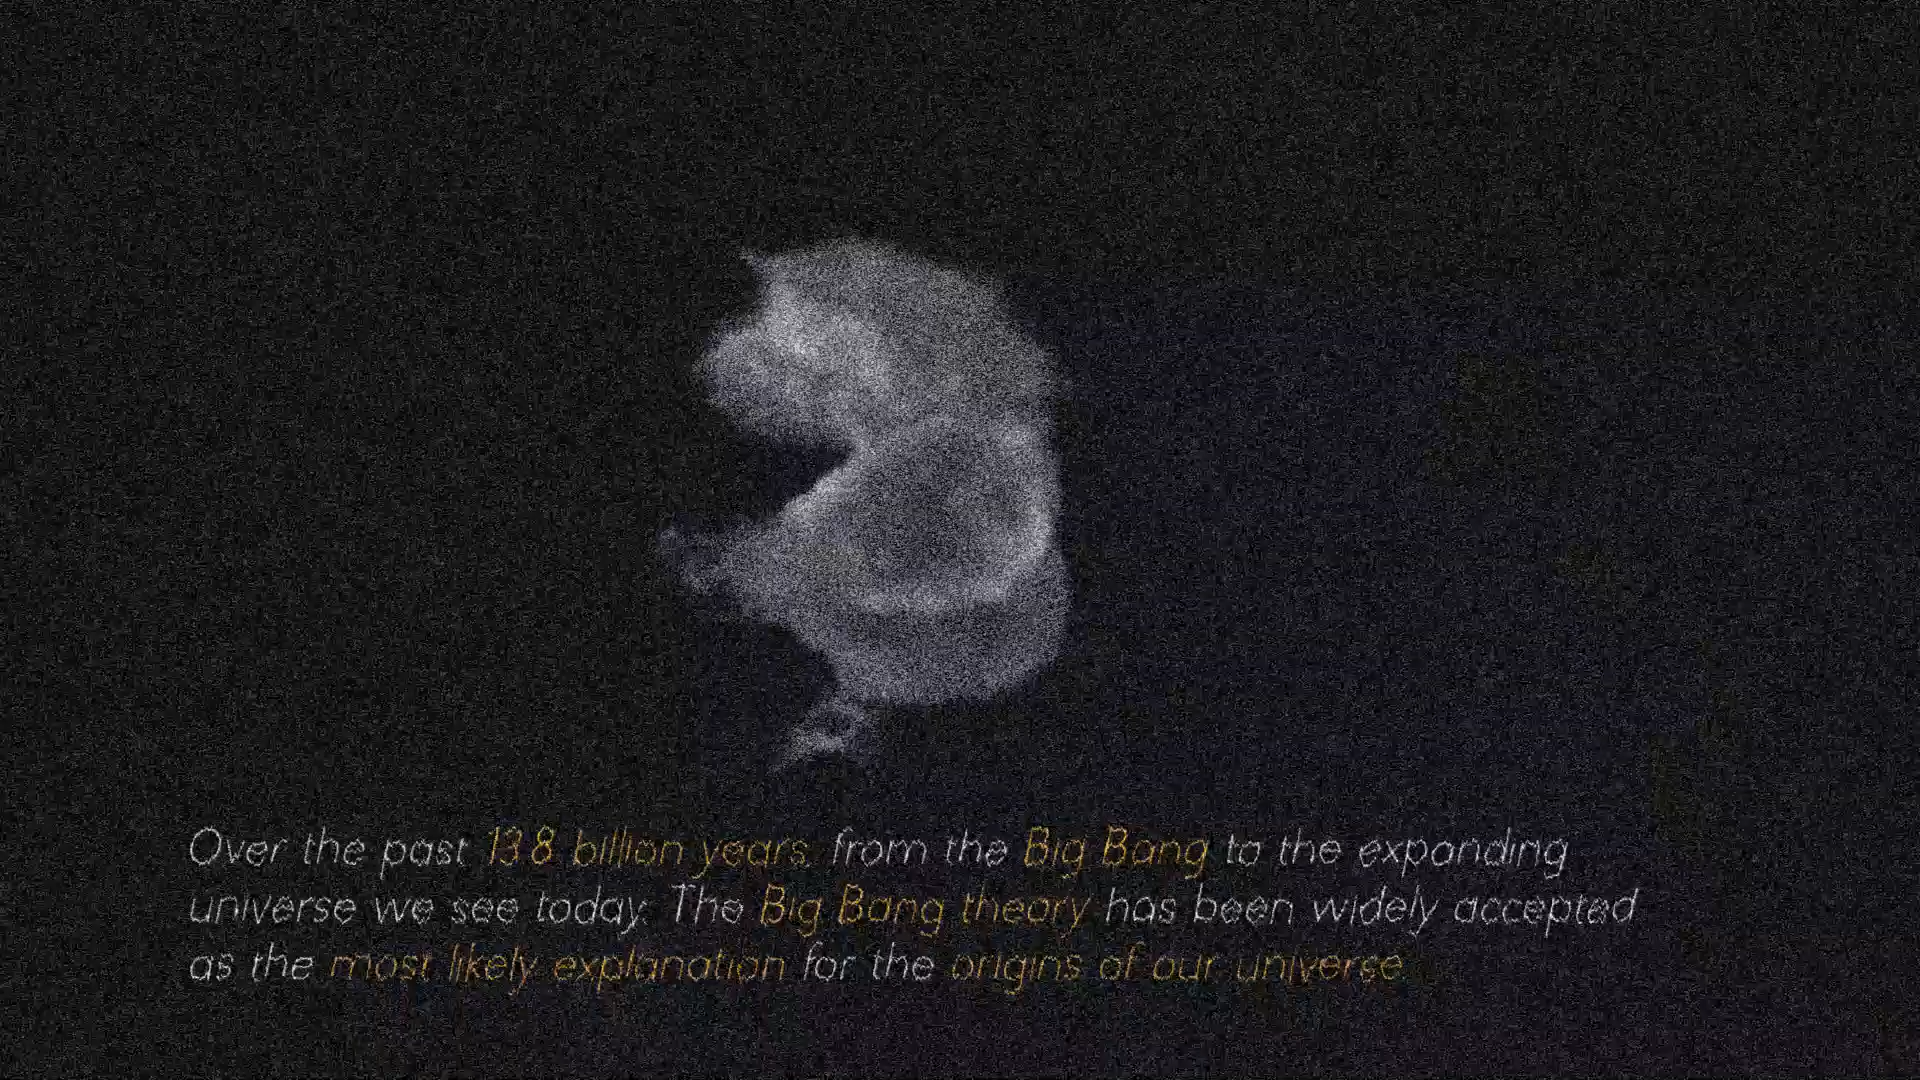 Over the past 13.8 billion years, from the Big Bang to the expanding
universe we see today. The Big Bang theory has been widely accepted
as the most likely explanation for the origins of our universe.